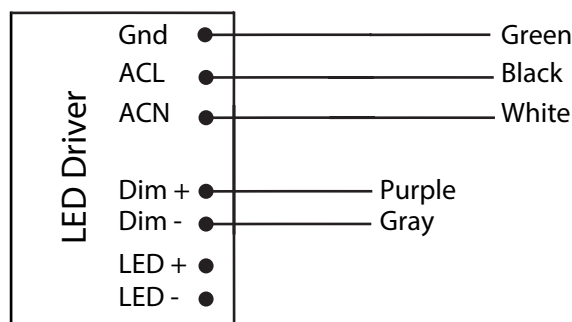 LED Driver
Gnd Green
ACL Black
ACN White
Dim + Purple
Dim - Gray
LED +
LED -